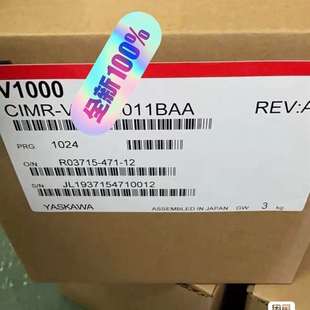 V1000
全新100%
CIMR-V 011BAA REV:A
PRG 1024
O/N R03715-471-12
S/N JL1937154710012
YASKAWA ASSEMBLED IN JAPAN GW 3 kg